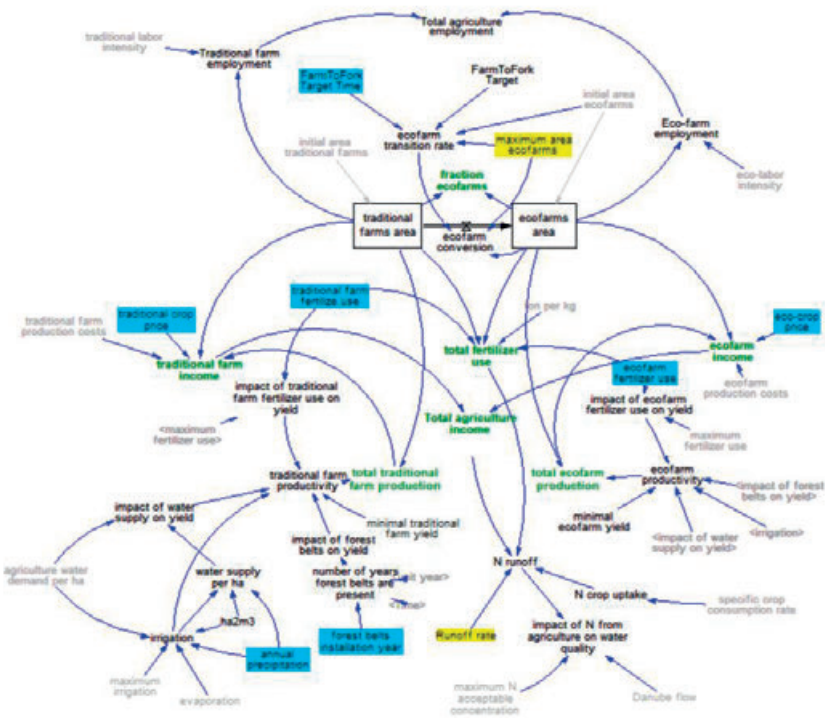 Total agriculture
employment
traditional labor
intensity
Traditional farm
employment
FarmToFork
Target Time
FarmToFork
Target
initial area
ecofarms
Eco-farm
employment
initial area
traditional farms
ecofarm
transition rate
maximum area
ecofarms
fraction
ecofarms
eco-labor
intensity
traditional
farms area
ecofarm
conversion
ecofarms
area
traditional farm
production costs
traditional crop
price
traditional farm
fertilize use
ton per kg
eco-crop
price
traditional farm
income
total fertilizer
use
ecofarm
income
ecofarm
fertilizer use
impact of traditional
farm fertilizer use on
yield
impact of ecofarm
fertilizer use on yield
ecofarm
production costs
<maximum
fertilizer use>
Total agriculture
income
maximum
fertilizer use
traditional farm
productivity
total traditional
farm production
total ecofarm
production
ecofarm
productivity
<impact of forest
belts on yield>
impact of water
supply on yield
minimal traditional
farm yield
minimal
ecofarm yield
<impact of water
supply on yield>
<irrigation>
impact of forest
belts on yield
agriculture water
demand per ha
water supply
per ha
number of years
forest belts are
present
<Time>
N runoff
N crop uptake
specific crop
consumption rate
ha2m3
irrigation
annual
precipitation
forest belts
installation year
Runoff rate
impact of N from
agriculture on water
quality
maximum
irrigation
evaporation
maximum N
acceptable
concentration
Danube flow